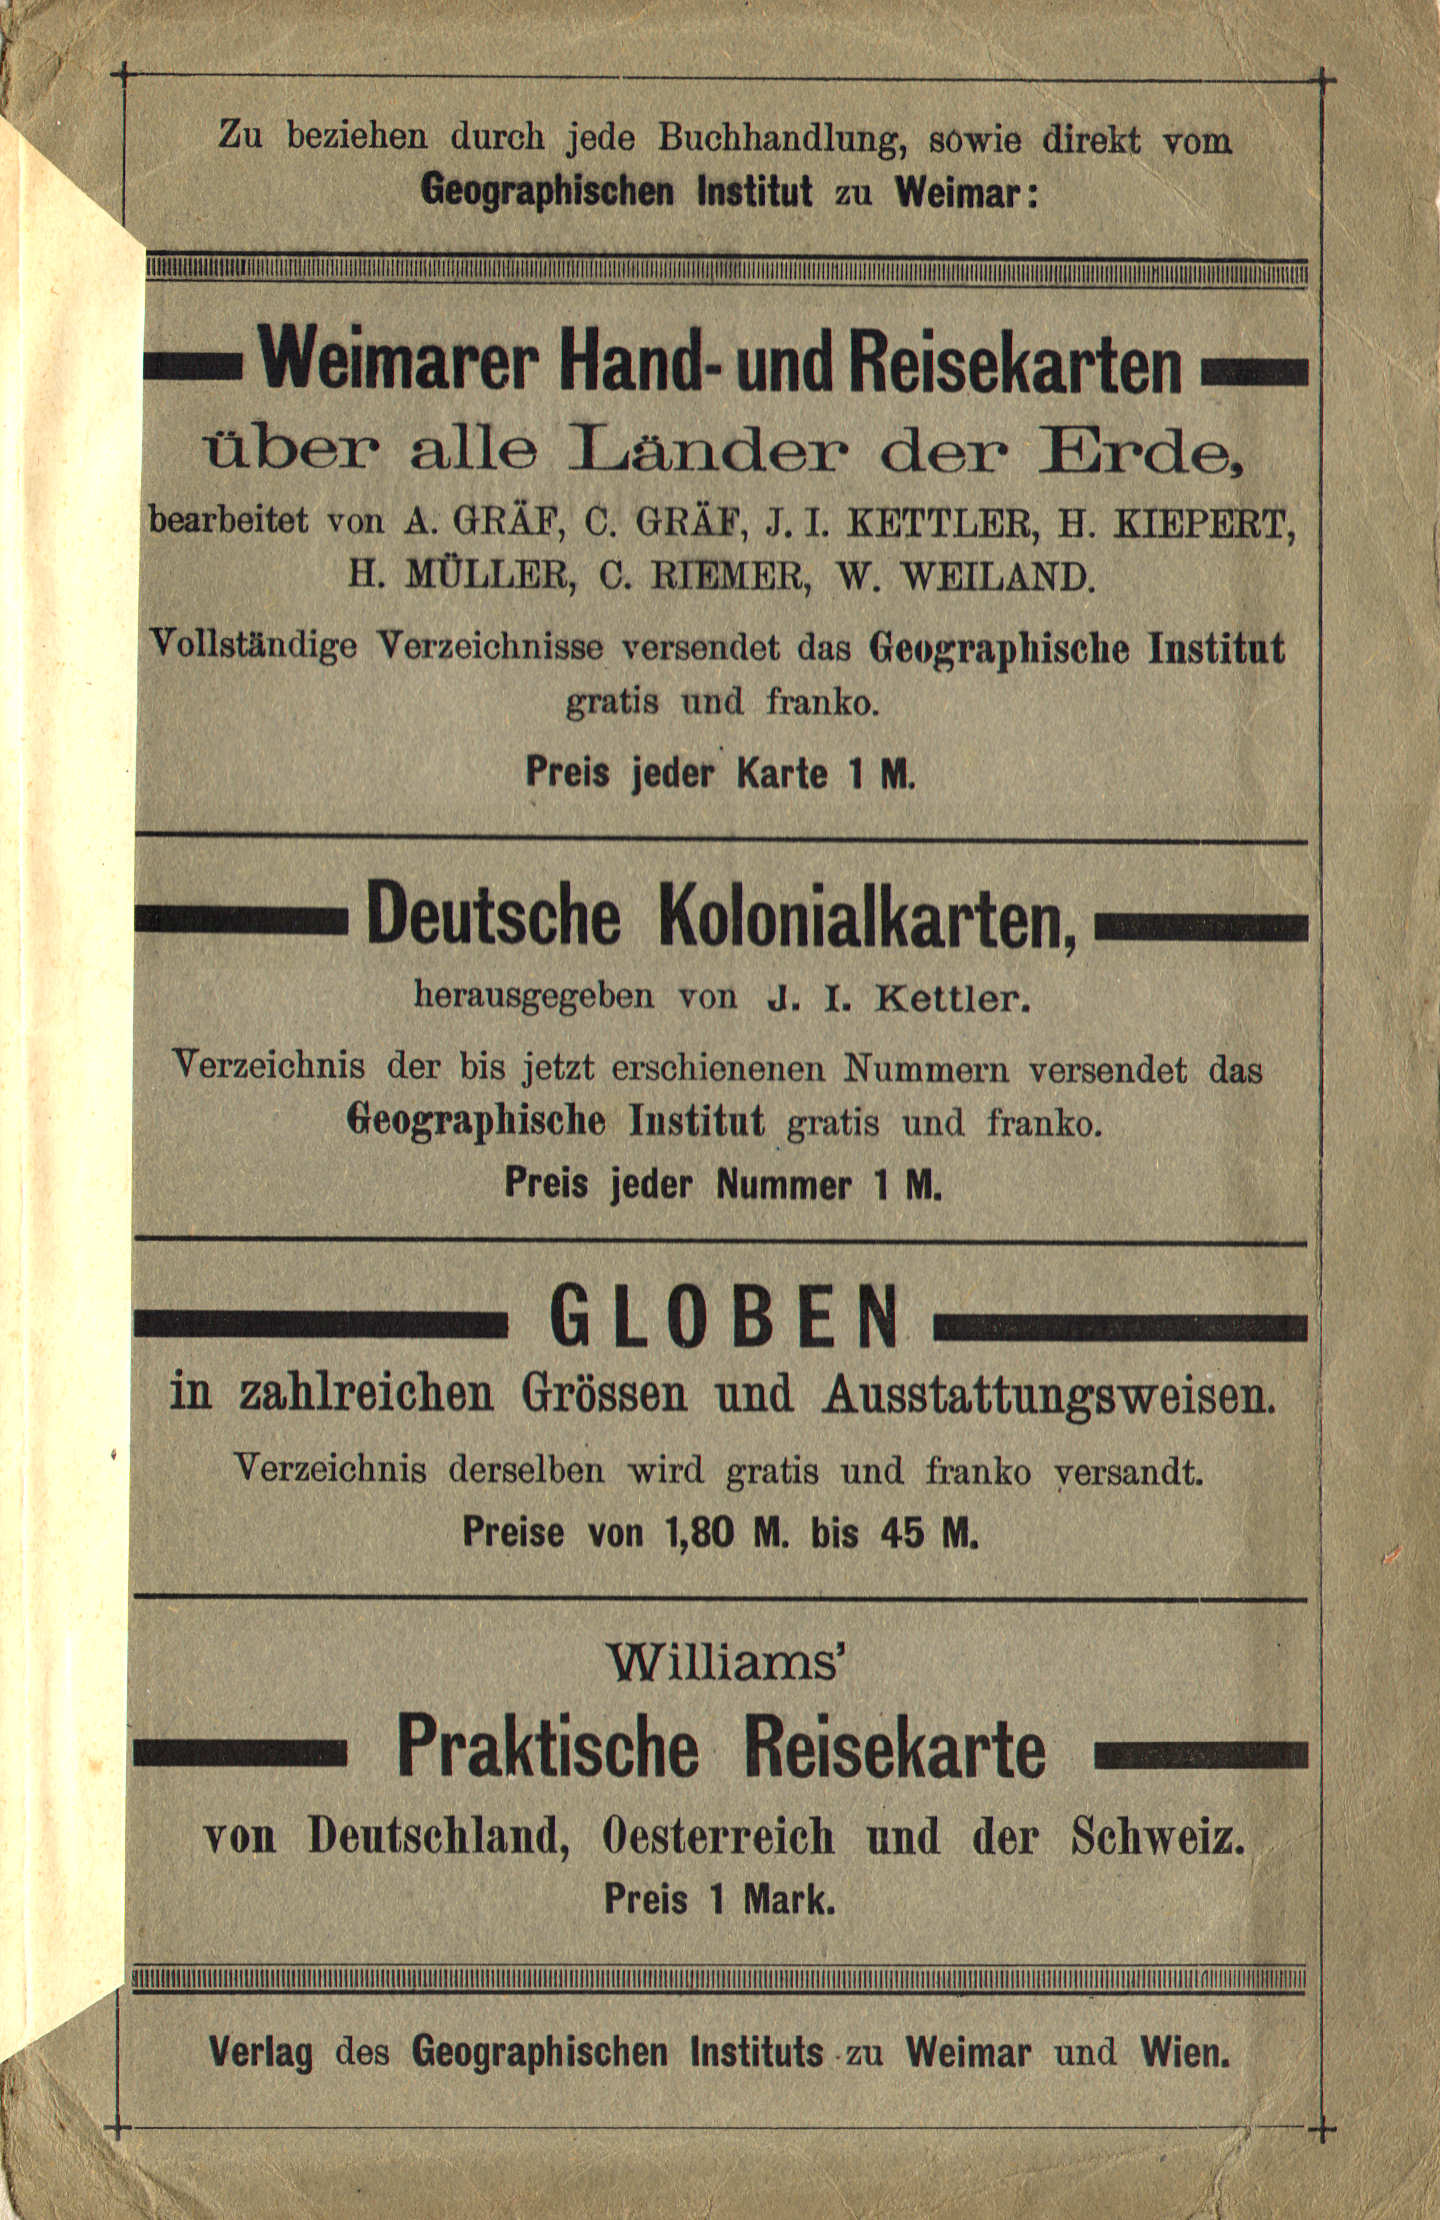 Zu beziehen durch jede Buchhandlung, sowie direkt vom
Geographischen Institut zu Weimar:
Weimarer Hand- und Reisekarten
über alle Länder der Erde,
bearbeitet von A. GRÄF, C. GRÄF, J. I. KETTLER, H. KIEPERT,
H. MÜLLER, C. RIEMER, W. WEILAND.
Vollständige Verzeichnisse versendet das Geographische Institut
gratis und franko.
Preis jeder Karte 1 M.
Deutsche Kolonialkarten,
herausgegeben von J. I. Kettler.
Verzeichnis der bis jetzt erschienenen Nummern versendet das
Geographische Institut gratis und franko.
Preis jeder Nummer 1 M.
GLOBEN
in zahlreichen Grössen und Ausstattungsweisen.
Verzeichnis derselben wird gratis und franko versandt.
Preise von 1,80 M. bis 45 M.
Williams'
Praktische Reisekarte
von Deutschland, Oesterreich und der Schweiz.
Preis 1 Mark.
Verlag des Geographischen Instituts zu Weimar und Wien.